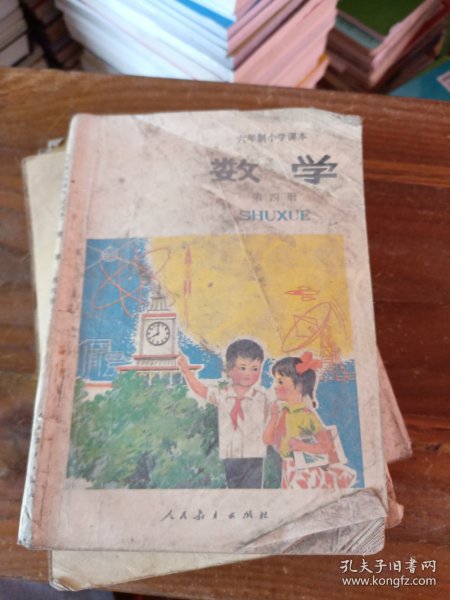 六年制小学课本
数学
第四册
SHUXUE
人民教育出版社
孔夫子旧书网
www.kongfz.com